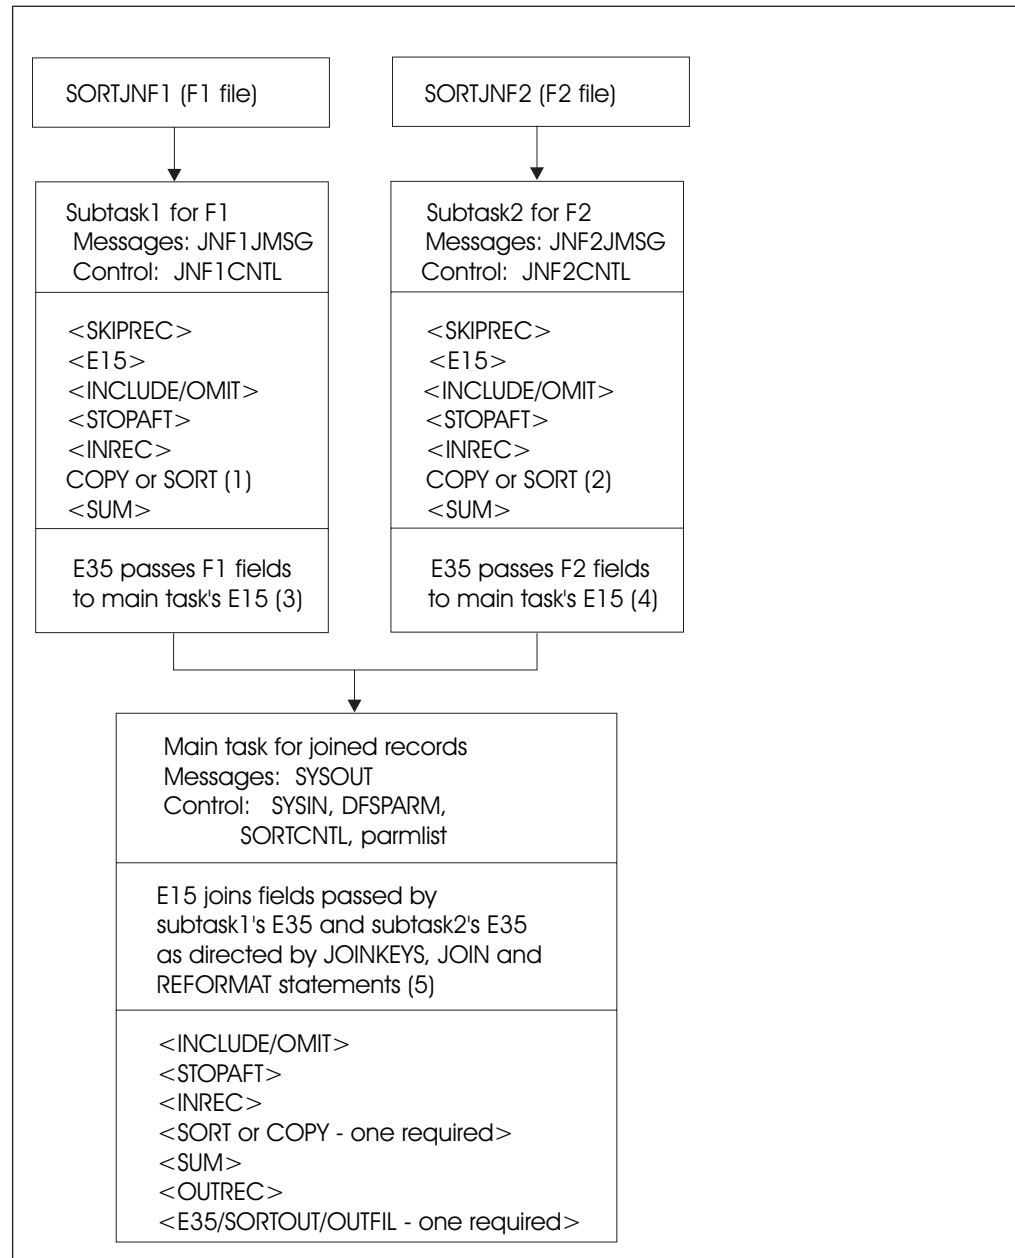 SORTJNF1 (F1 file)
SORTJNF2 (F2 file)
Subtask1 for F1
Messages: JNF1JMSG
Control: JNF1CNTL
<SKIPREC>
<E15>
<INCLUDE/OMIT>
<STOPAFT>
<INREC>
COPY or SORT (1)
<SUM>
E35 passes F1 fields
to main task's E15 (3)
Subtask2 for F2
Messages: JNF2JMSG
Control: JNF2CNTL
<SKIPREC>
<E15>
<INCLUDE/OMIT>
<STOPAFT>
<INREC>
COPY or SORT (2)
<SUM>
E35 passes F2 fields
to main task's E15 (4)
Main task for joined records
Messages: SYSOUT
Control: SYSIN, DFSPARM,
SORTCNTL, parmlist
E15 joins fields passed by
subtask1's E35 and subtask2's E35
as directed by JOINKEYS, JOIN and
REFORMAT statements (5)
<INCLUDE/OMIT>
<STOPAFT>
<INREC>
<SORT or COPY - one required>
<SUM>
<OUTREC>
<E35/SORTOUT/OUTFIL - one required>